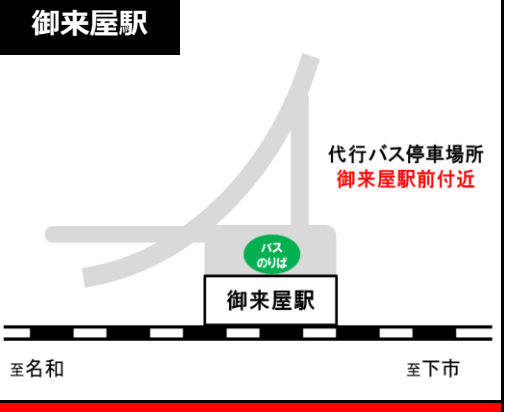 御来屋駅
代行バス停車場所
御来屋駅前付近
バス
のりば
御来屋駅
至名和
至下市